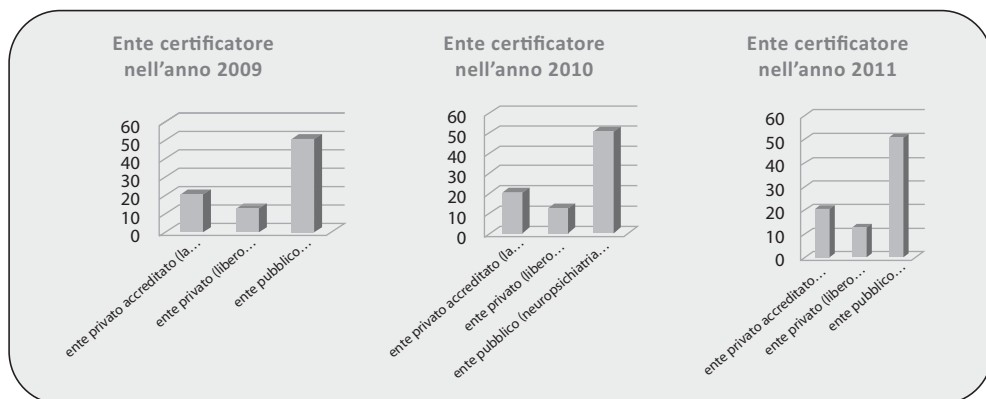 Ente certificatore
nell'anno 2009
60
50
40
30
20
10
0
ente privato accreditato (la...
ente privato (libero...
ente pubblico...
Ente certificatore
nell'anno 2010
60
50
40
30
20
10
0
ente privato accreditato (la...
ente privato (libero...
ente pubblico (neuropsichiatria...
Ente certificatore
nell'anno 2011
60
50
40
30
20
10
0
ente privato accreditato...
ente privato (libero...
ente pubblico...